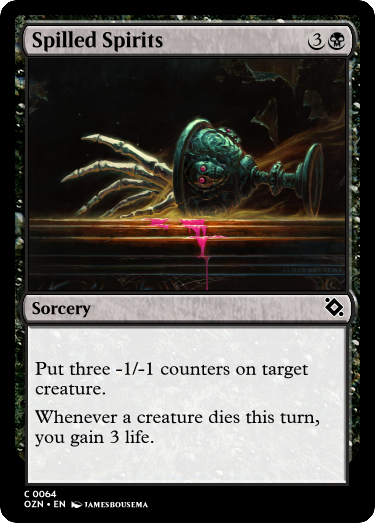 Spilled Spirits 3
Sorcery
Put three -1/-1 counters on target
creature.
Whenever a creature dies this turn,
you gain 3 life.
C 0064
OZN • EN JAMESBOUSEMA